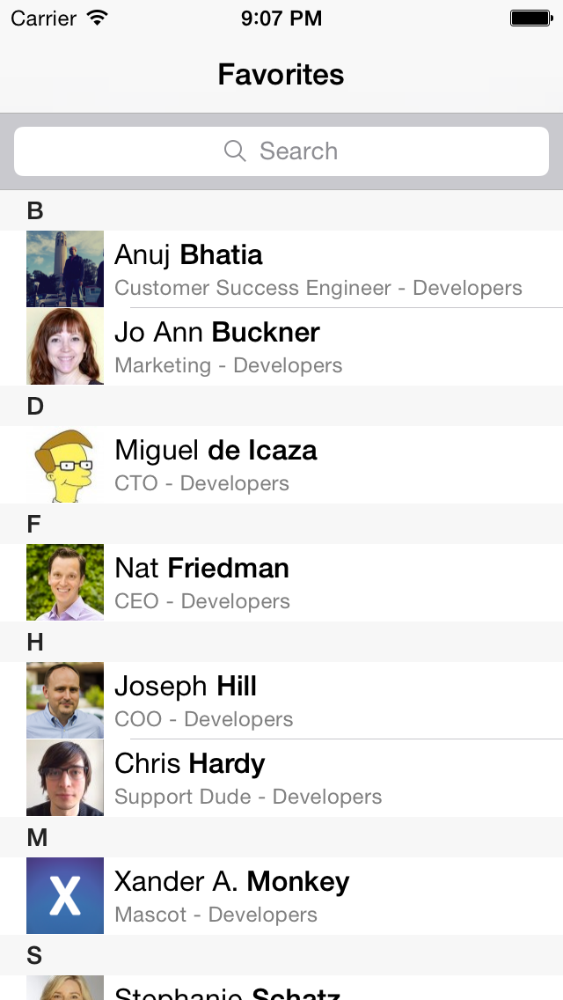 Carrier 9:07 PM
Favorites
Search
B
Anuj Bhatia
Customer Success Engineer - Developers
Jo Ann Buckner
Marketing - Developers
D
Miguel de Icaza
CTO - Developers
F
Nat Friedman
CEO - Developers
H
Joseph Hill
COO - Developers
Chris Hardy
Support Dude - Developers
M
X
Xander A. Monkey
Mascot - Developers
S
Stephanie Schatz